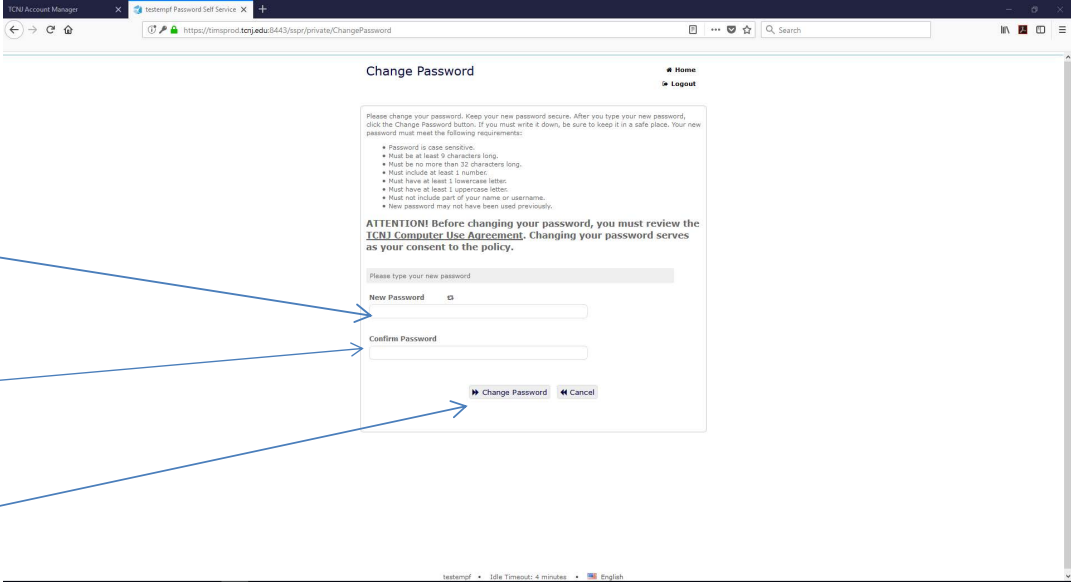 TCNJ Account Manager
testempf Password Self Service
https://timsprod.tcnj.edu:8443/sspr/private/ChangePassword
Search
Change Password
Home
Logout
Please change your password. Keep your new password secure. After you type your new password,
click the Change Password button. If you must write it down, be sure to keep it in a safe place. Your new
password must meet the following requirements:
• Password is case sensitive.
• Must be at least 9 characters long.
• Must be no more than 32 characters long.
• Must include at least 1 number.
• Must have at least 1 lowercase letter.
• Must have at least 1 uppercase letter.
• Must not include part of your name or username.
• New password may not have been used previously.
ATTENTION! Before changing your password, you must review the
TCNJ Computer Use Agreement. Changing your password serves
as your consent to the policy.
Please type your new password
New Password
Confirm Password
Change Password
Cancel
testempf • Idle Timeout: 4 minutes • English